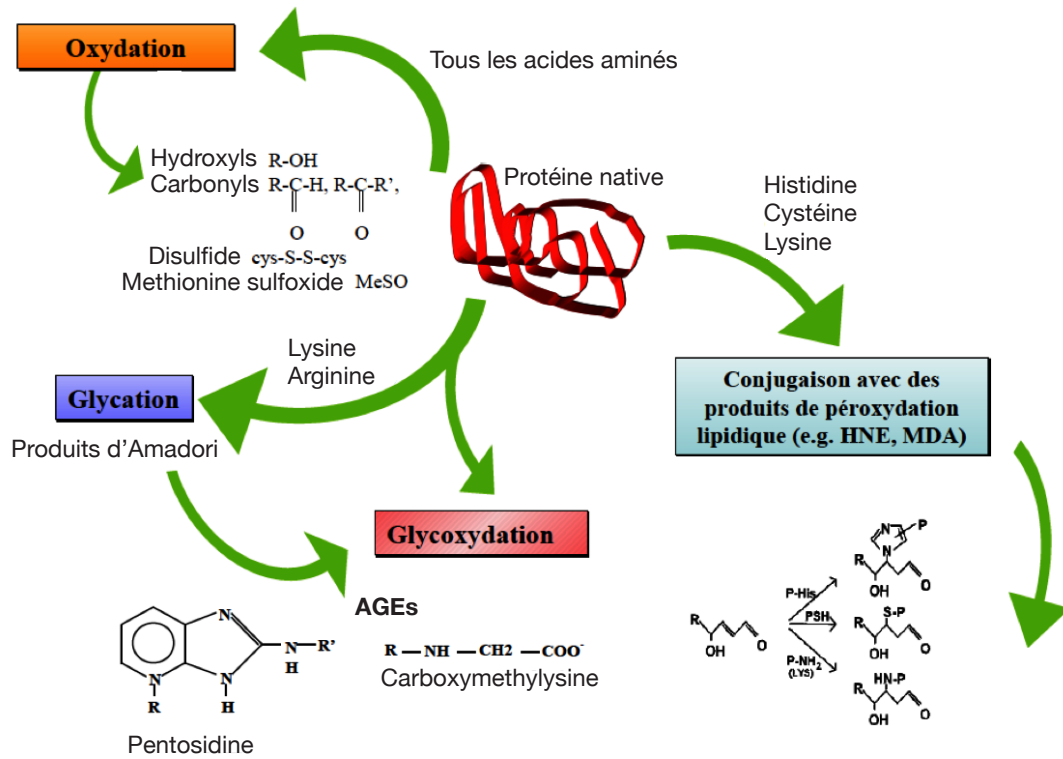 Oxydation
Tous les acides aminés
Hydroxyls R-OH
Carbonyls R-C-H, R-C-R’,
O O
Disulfide cys-S-S-cys
Methionine sulfoxide MeSO
Protéine native
Histidine
Cystéine
Lysine
Lysine
Arginine
Glycation
Produits d’Amadori
Conjugaison avec des
produits de péroxydation
lipidique (e.g. HNE, MDA)
Glycoxydation
AGEs
N
N
H
R'
N
R
N
H
Pentosidine
R — NH — CH2 — COO⁻
Carboxymethylysine
R
OH
O
P-His
PSH
P-NH2
(LYS)
N
P
N
R
OH
O
S-P
R
OH
O
HN-P
R
OH
O